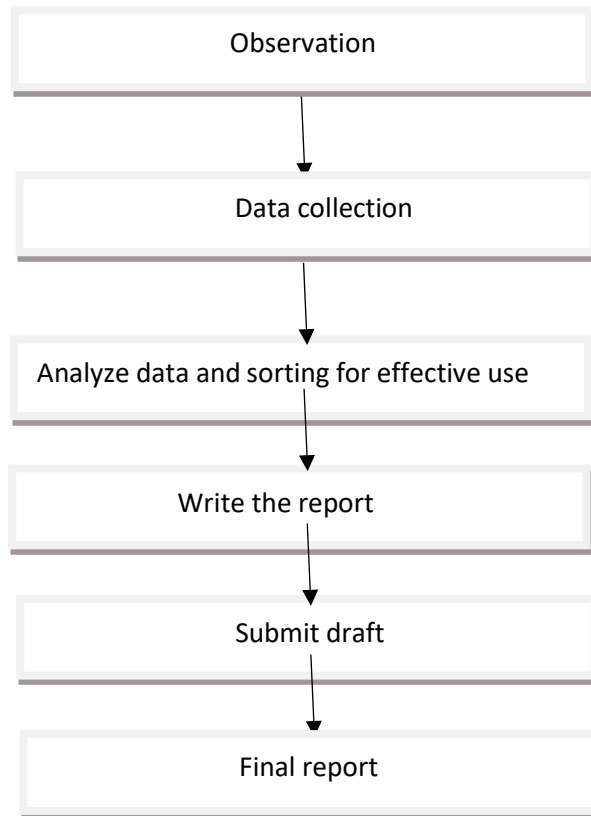 Observation
Data collection
Analyze data and sorting for effective use
Write the report
Submit draft
Final report